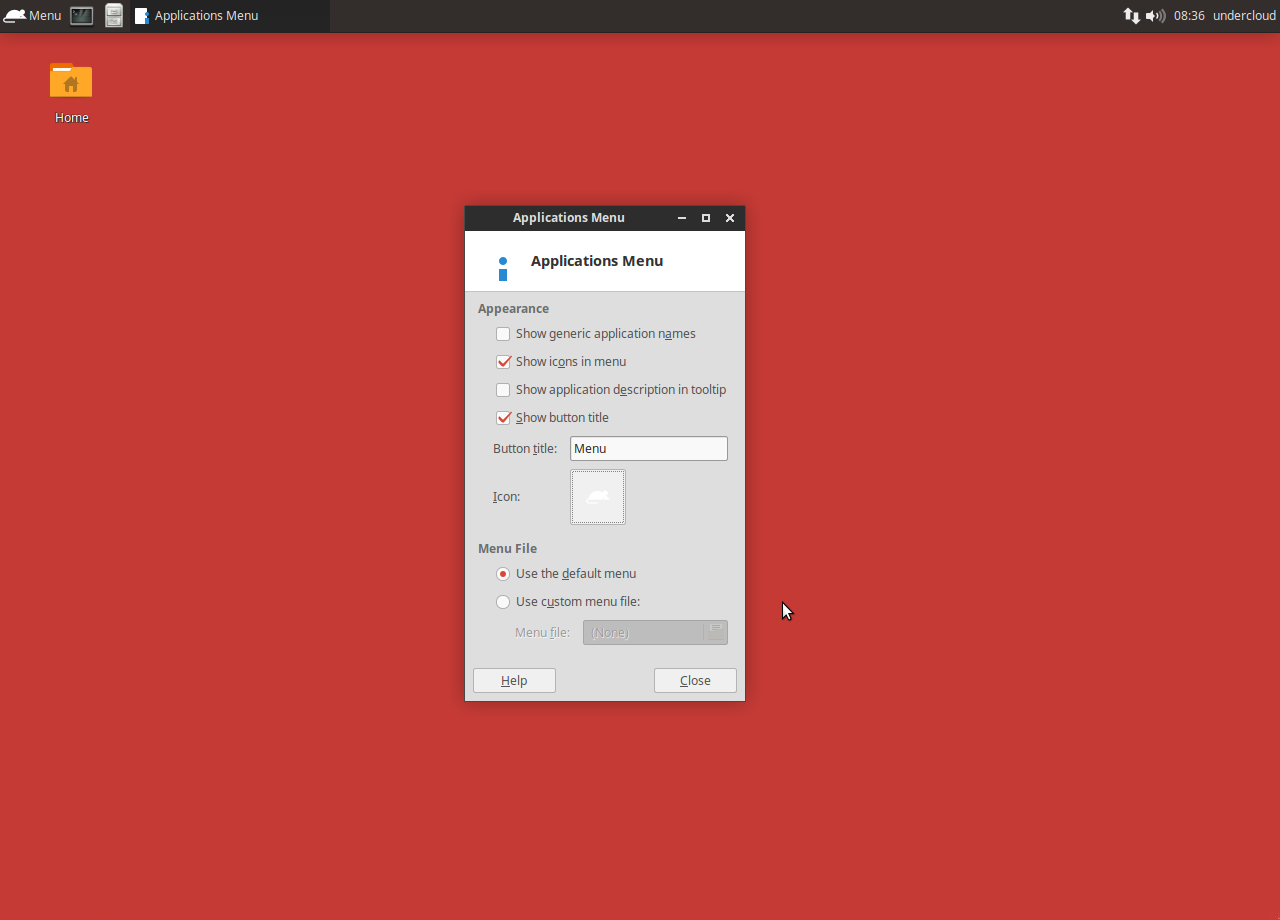 Menu
Applications Menu
08:36 undercloud
Home
Applications Menu
Applications Menu
Appearance
Show generic application names
Show icons in menu
Show application description in tooltip
Show button title
Button title: Menu
Icon:
Menu File
Use the default menu
Use custom menu file:
Menu file: (None)
Help
Close